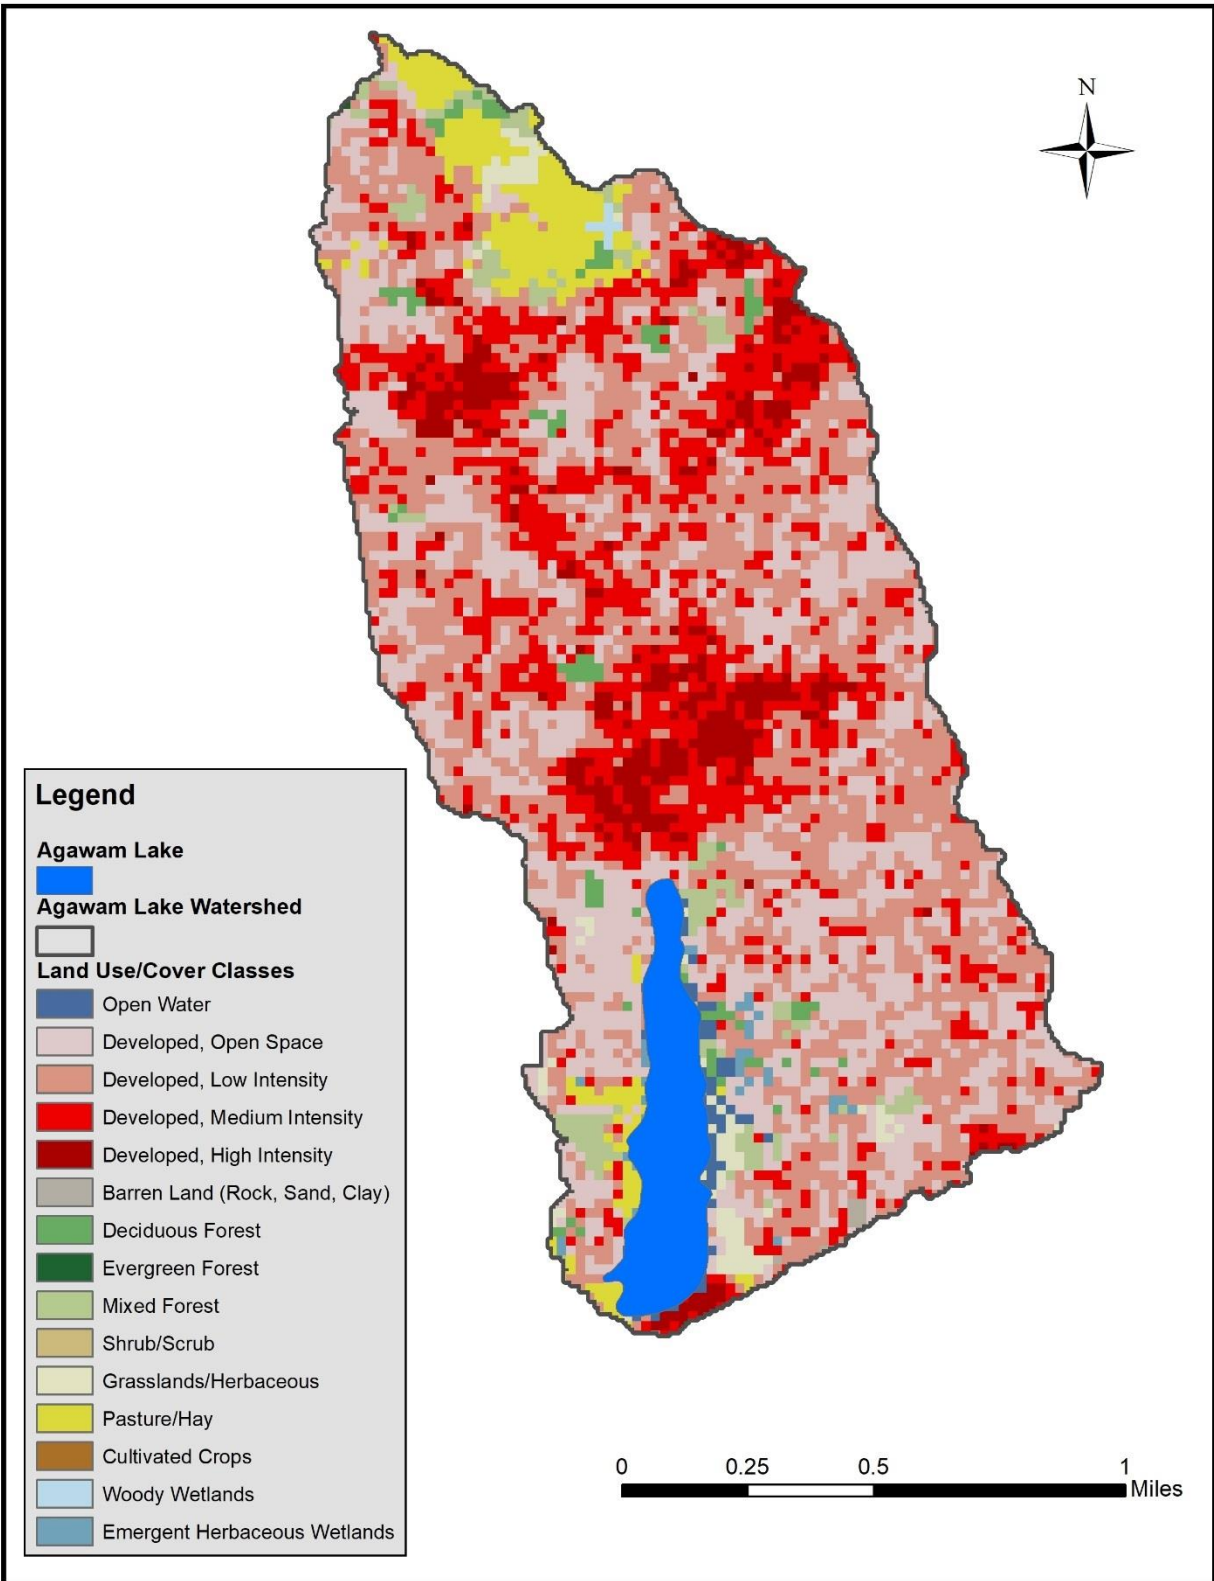 N
Legend
Agawam Lake
Agawam Lake Watershed
Land Use/Cover Classes
Open Water
Developed, Open Space
Developed, Low Intensity
Developed, Medium Intensity
Developed, High Intensity
Barren Land (Rock, Sand, Clay)
Deciduous Forest
Evergreen Forest
Mixed Forest
Shrub/Scrub
Grasslands/Herbaceous
Pasture/Hay
Cultivated Crops
Woody Wetlands
Emergent Herbaceous Wetlands
0 0.25 0.5 1
Miles